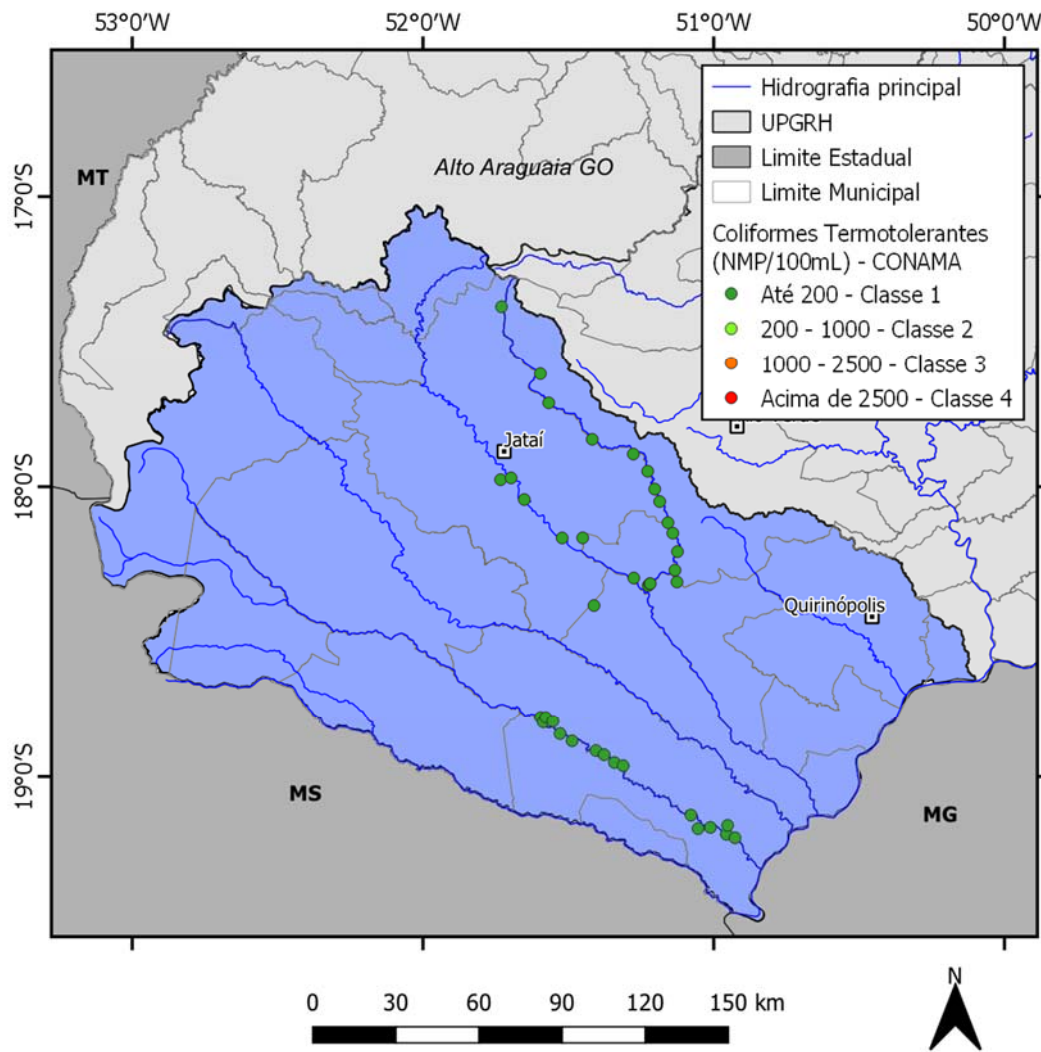 53°0'W 52°0'W 51°0'W 50°0'W
Hidrografia principal
UPGRH
Limite Estadual
Limite Municipal
Coliformes Termotolerantes
(NMP/100mL) - CONAMA
Até 200 - Classe 1
200 - 1000 - Classe 2
1000 - 2500 - Classe 3
Acima de 2500 - Classe 4
MT
Alto Araguaia GO
17°0'S
Jataí
18°0'S
Quirinópolis
19°0'S
MS
MG
N
0 30 60 90 120 150 km